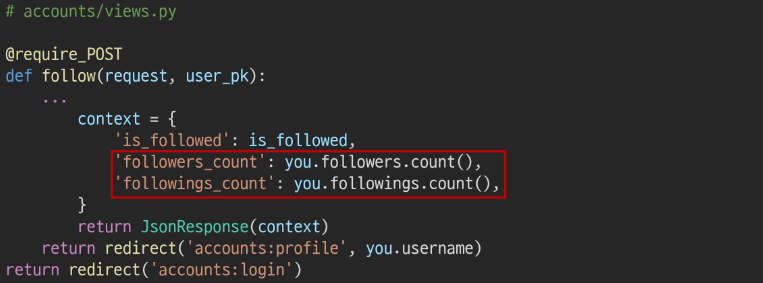 # accounts/views.py
@require_POST
def follow(request, user_pk):
    ...
        context = {
            'is_followed': is_followed,
            'followers_count': you.followers.count(),
            'followings_count': you.followings.count(),
        }
        return JsonResponse(context)
    return redirect('accounts:profile', you.username)
return redirect('accounts:login')